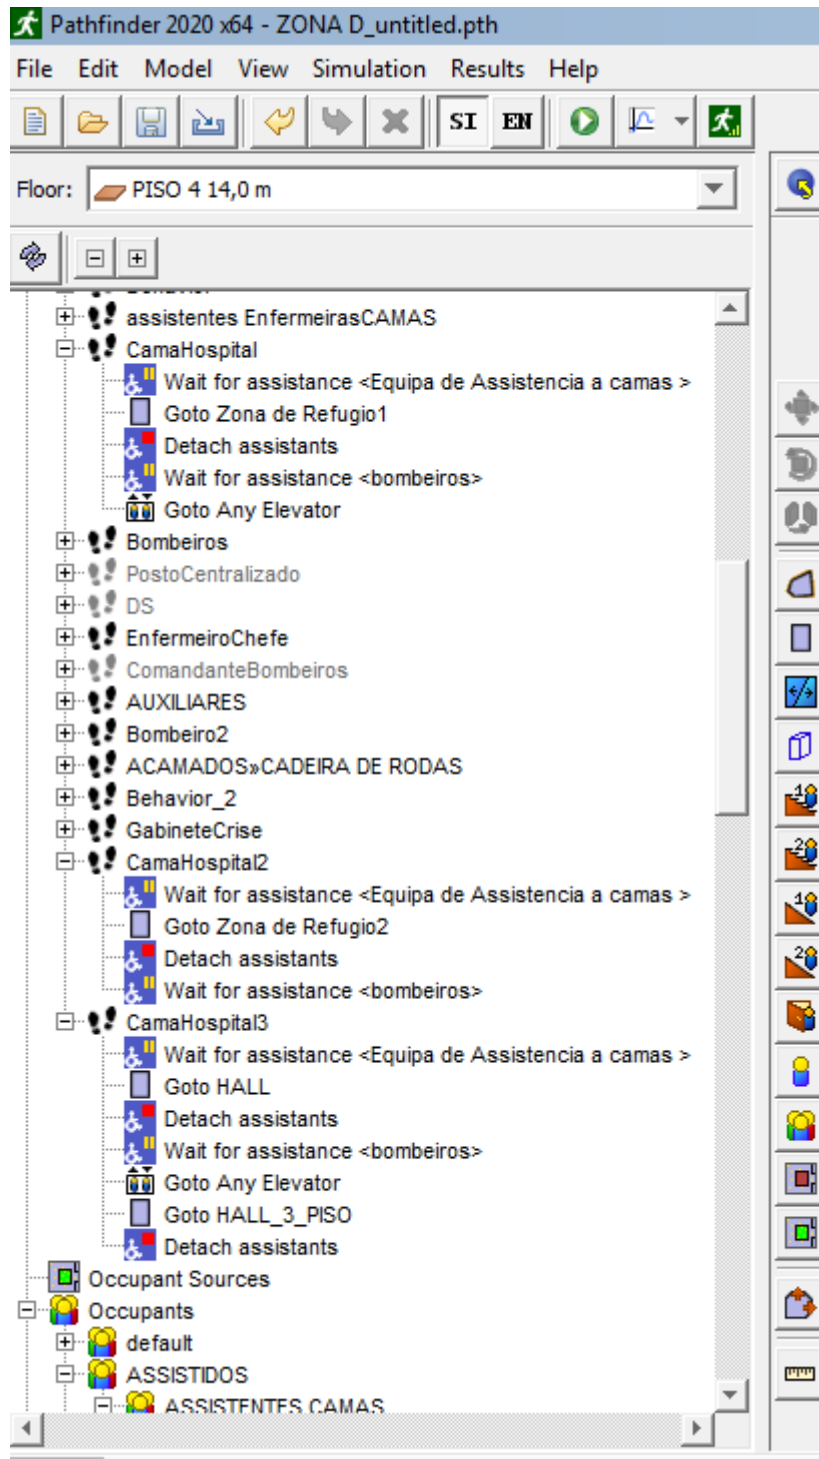 Pathfinder 2020 x64 - ZONA D_untitled.pth
File Edit Model View Simulation Results Help
SI EN
Floor: PISO 4 14,0 m
assistentes EnfermeirasCAMAS
CamaHospital
Wait for assistance <Equipa de Assistencia a camas >
Goto Zona de Refugio1
Detach assistants
Wait for assistance <bombeiros>
Goto Any Elevator
Bombeiros
PostoCentralizado
DS
EnfermeiroChefe
ComandanteBombeiros
AUXILIARES
Bombeiro2
ACAMADOS»CADEIRA DE RODAS
Behavior_2
GabineteCrise
CamaHospital2
Wait for assistance <Equipa de Assistencia a camas >
Goto Zona de Refugio2
Detach assistants
Wait for assistance <bombeiros>
CamaHospital3
Wait for assistance <Equipa de Assistencia a camas >
Goto HALL
Detach assistants
Wait for assistance <bombeiros>
Goto Any Elevator
Goto HALL_3_PISO
Detach assistants
Occupant Sources
Occupants
default
ASSISTIDOS
ASSISTENTES CAMAS